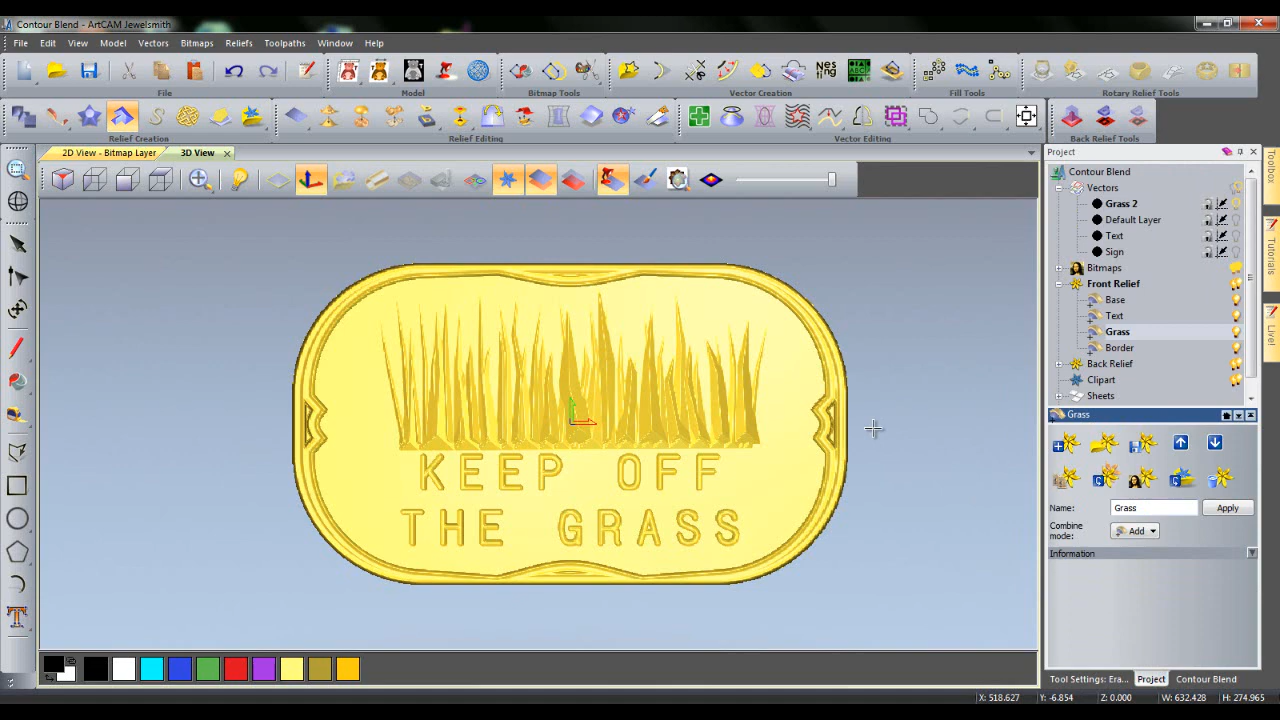 Contour Blend - ArtCAM Jewelsmith
File Edit View Model Vectors Bitmaps Reliefs Toolpaths Window Help
NES
TING
ABC
File Model Bitmap Tools Vector Creation Fill Tools Rotary Relief Tools
Relief Creation Relief Editing Vector Editing Back Relief Tools
2D View - Bitmap Layer 3D View
Project
Contour Blend
Vectors
Grass 2
Default Layer
Text
Sign
Bitmaps
Front Relief
Base
Text
Grass
Border
Back Relief
Clipart
Sheets
Toolbox
Tutorials
Live!
KEEP OFF
THE GRASS
Grass
Name: Grass Apply
Combine mode: Add
Information
Tool Settings: Era... Project Contour Blend
X: 518.627 Y: -6.854 Z: 0.000 W: 632.428 H: 274.965